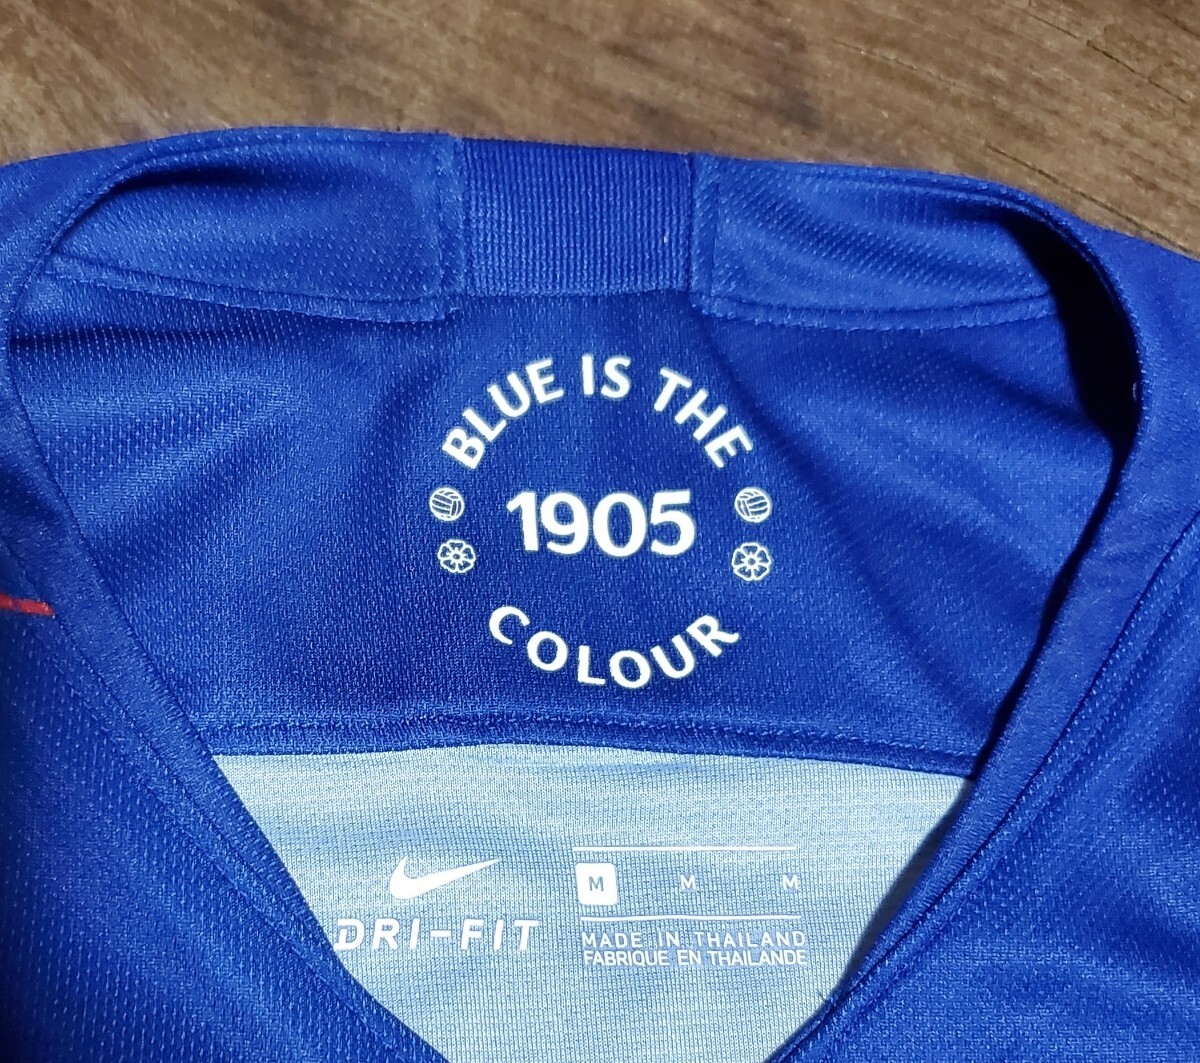 BLUE IS THE
1905
COLOUR
DRI-FIT
M M M
MADE IN THAILAND
FABRIQUE EN THAILANDE